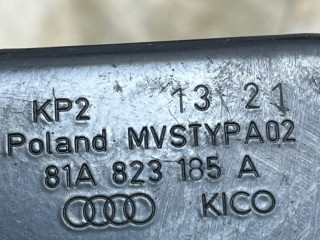 KP2 13 21
Poland MVSTYPA02
81A 823 185 A
KICO